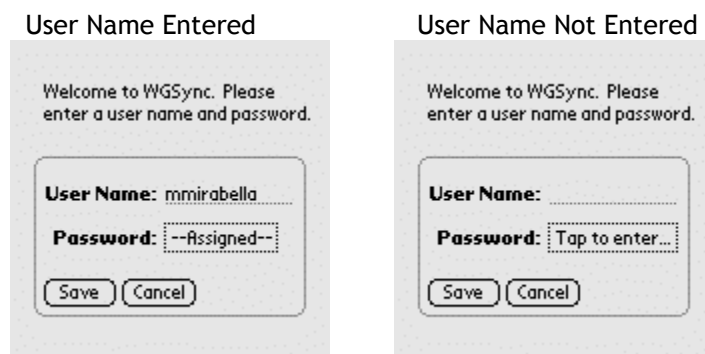 User Name Entered
Welcome to WGSync. Please
enter a user name and password.
User Name: mmirabella
Password: --Assigned--
Save Cancel
User Name Not Entered
Welcome to WGSync. Please
enter a user name and password.
User Name:
Password: Tap to enter...
Save Cancel